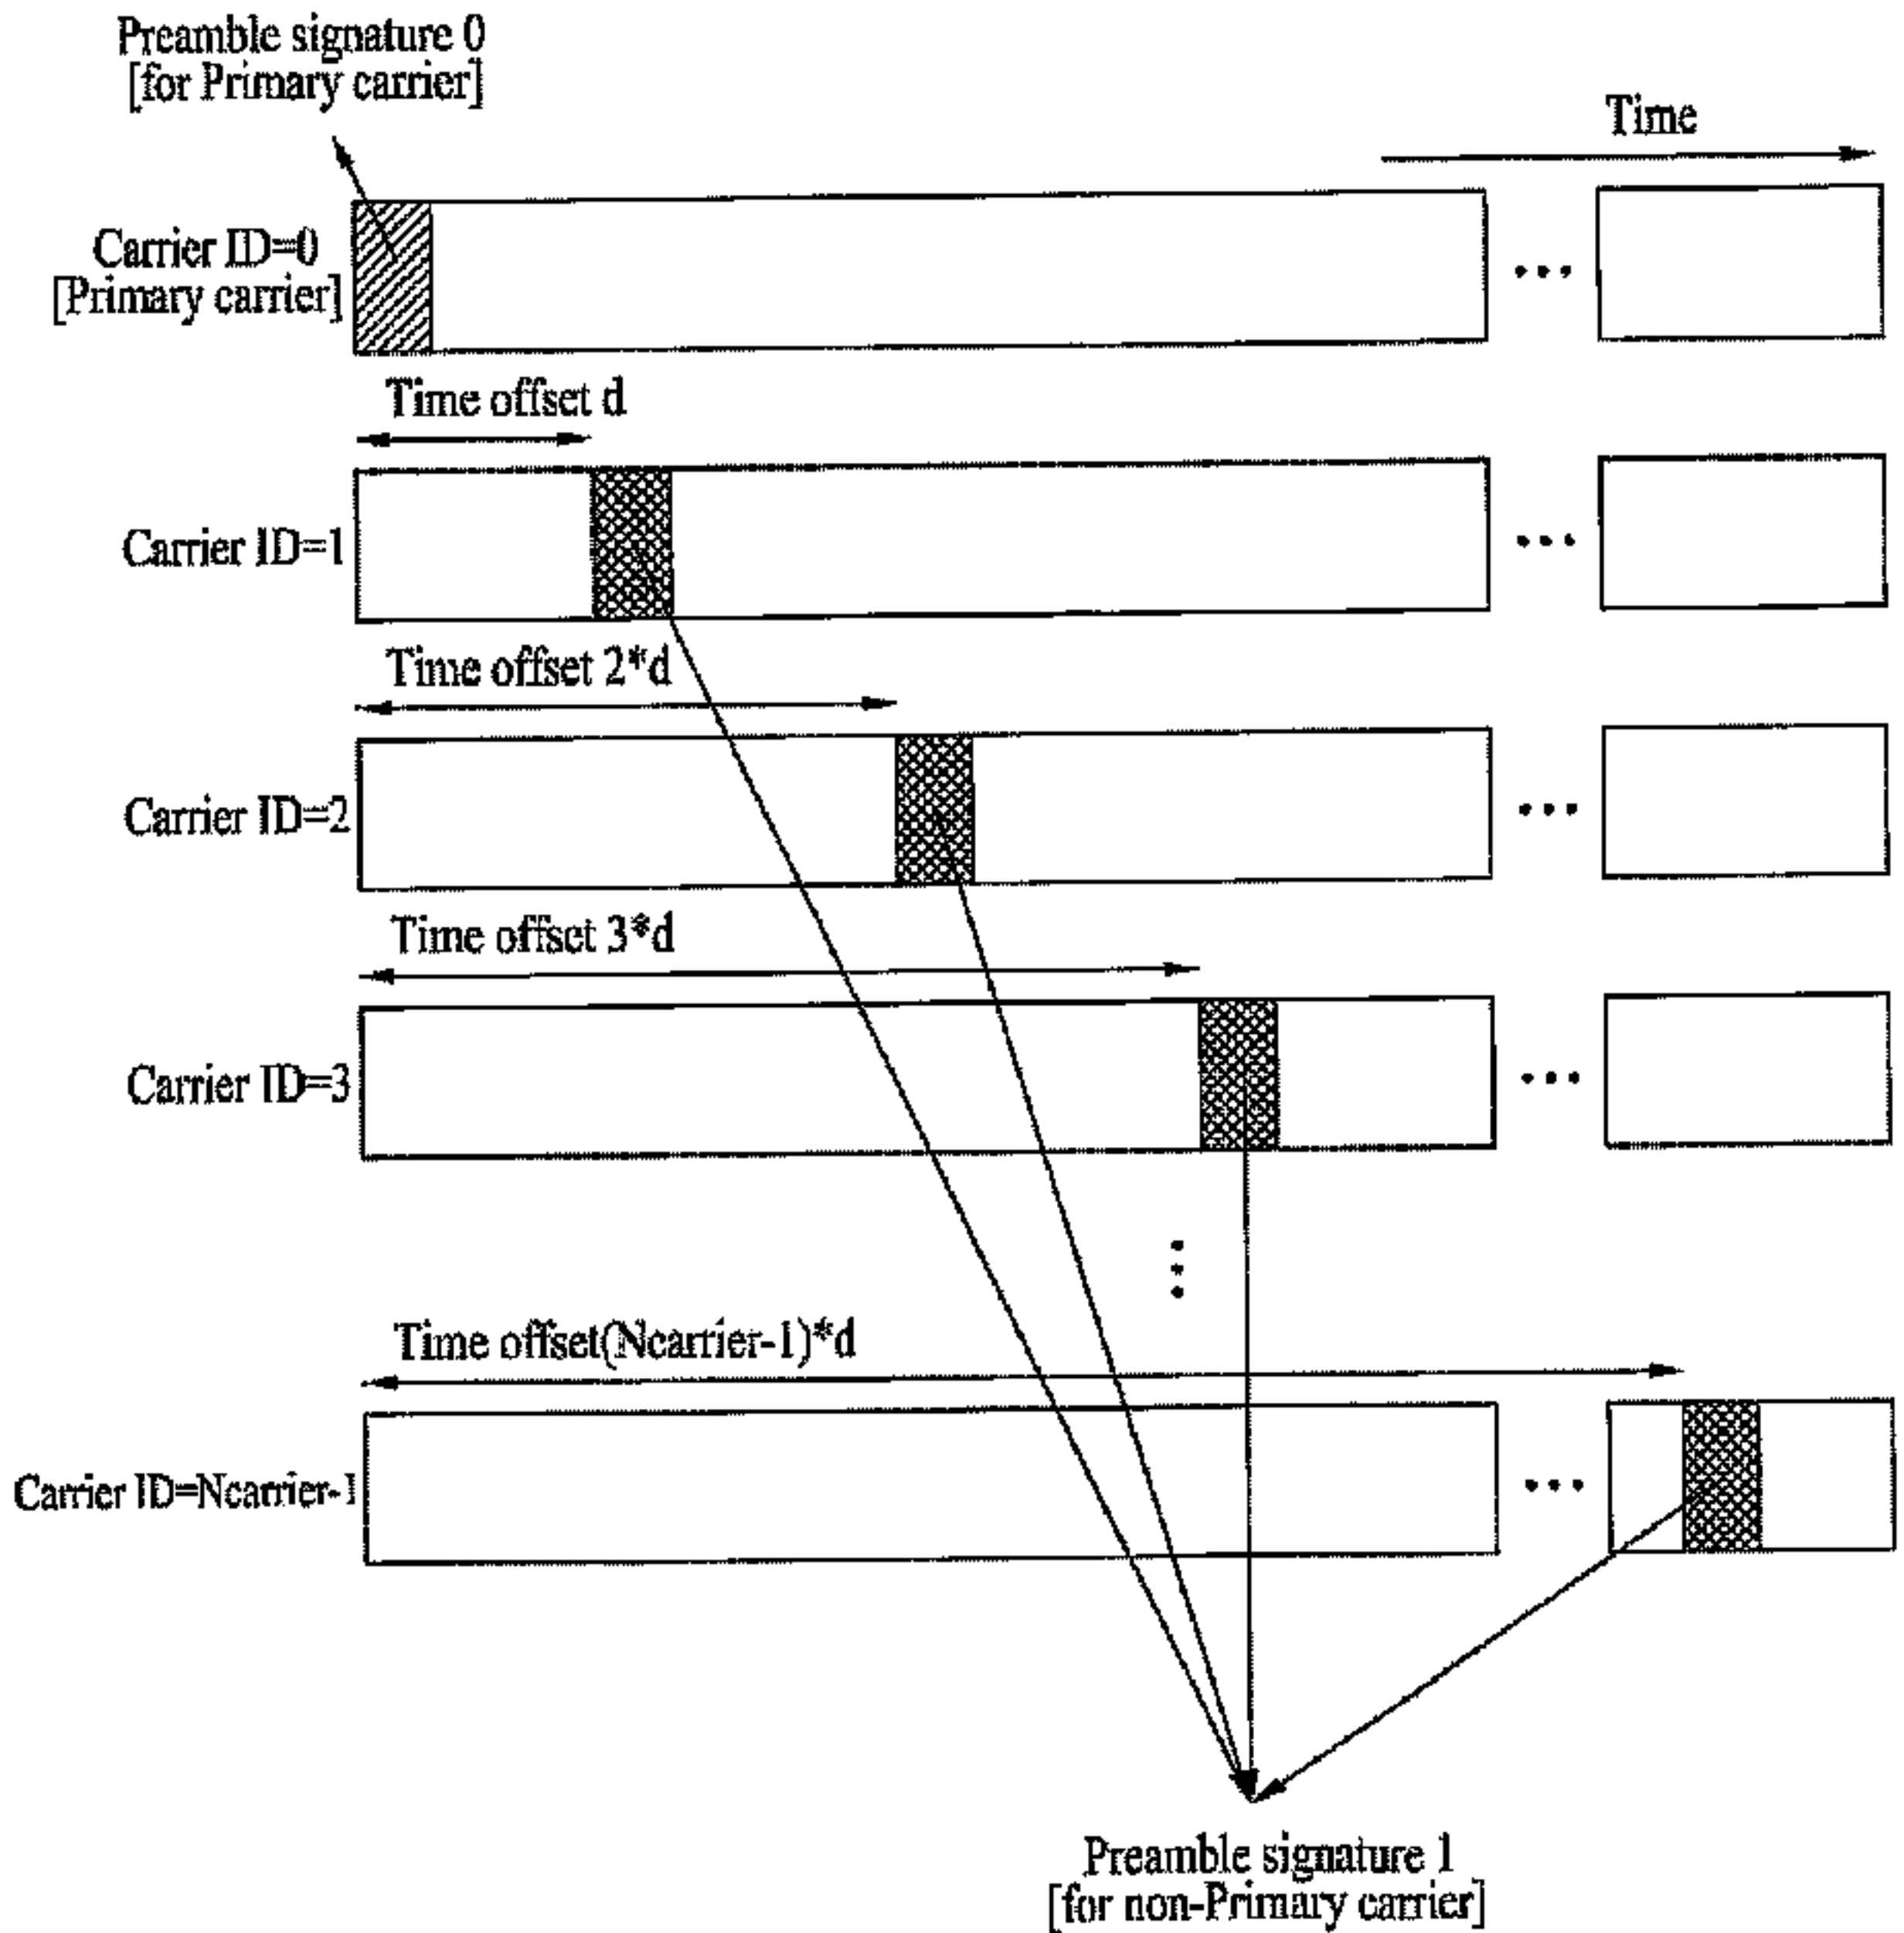 Preamble signature 0
[for Primary carrier]
Time
Carrier ID=0
[Primary carrier]
Time offset d
Carrier ID=1
Time offset 2*d
Carrier ID=2
Time offset 3*d
Carrier ID=3
Time offset(Ncarrier-1)*d
Carrier ID=Ncarrier-1
Preamble signature 1
[for non-Primary carrier]